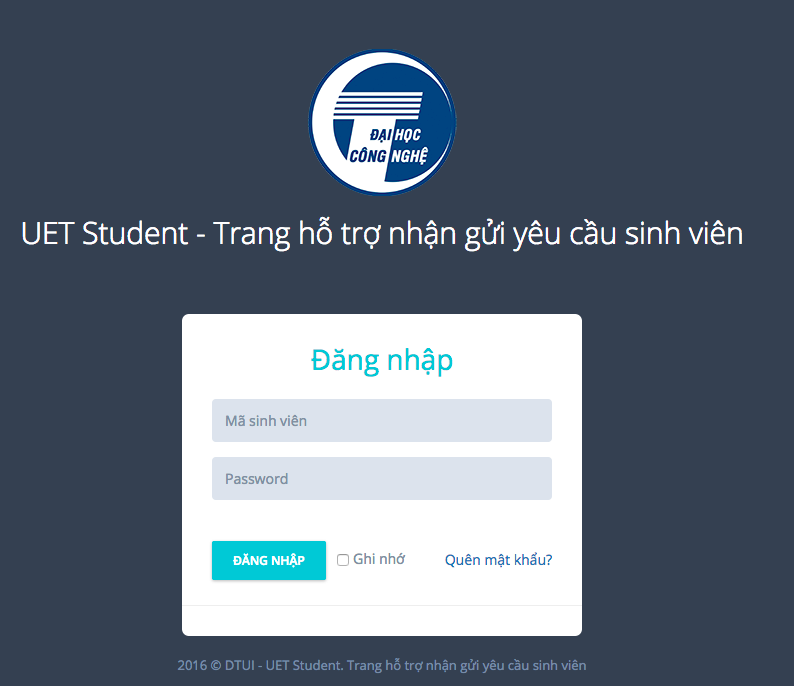 ĐẠI HỌC
CÔNG NGHỆ
UET Student - Trang hỗ trợ nhận gửi yêu cầu sinh viên
Đăng nhập
Mã sinh viên
Password
ĐĂNG NHẬP Ghi nhớ Quên mật khẩu?
2016 © DTUI - UET Student. Trang hỗ trợ nhận gửi yêu cầu sinh viên